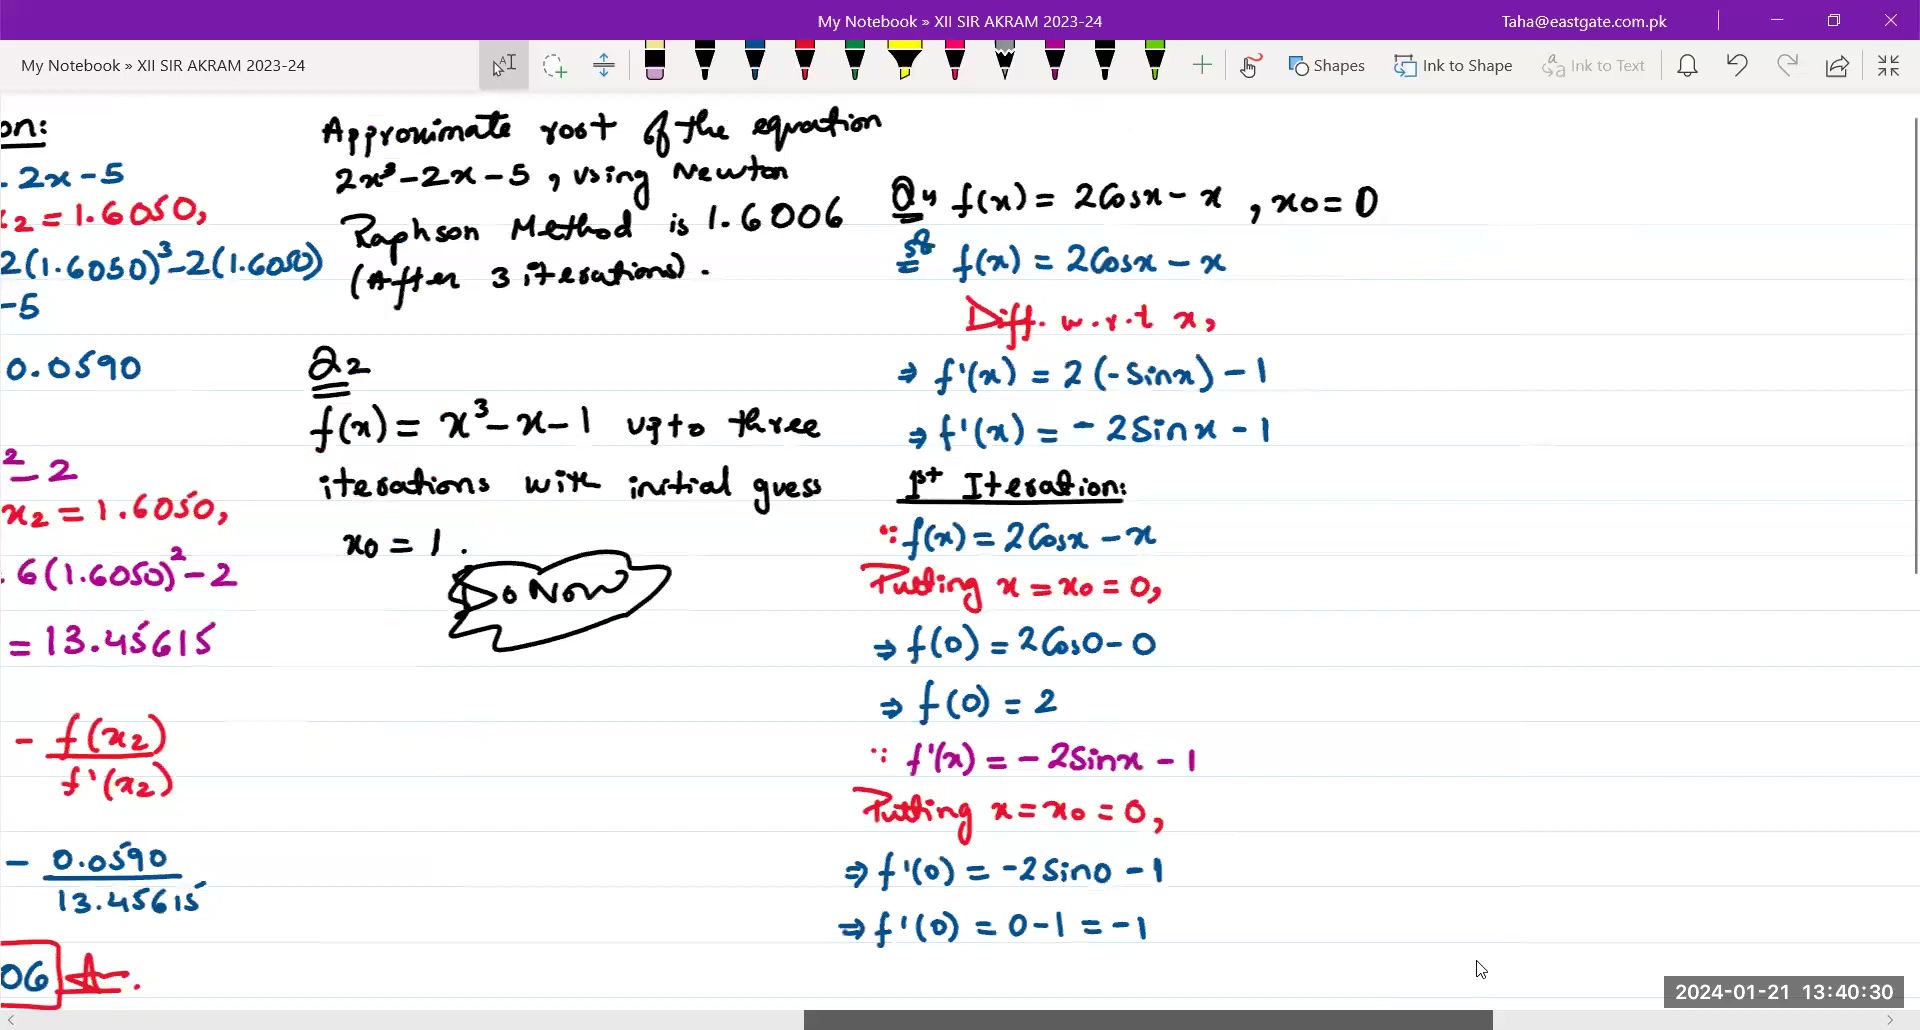 My Notebook » XII SIR AKRAM 2023-24
Taha@eastgate.com.pk
My Notebook » XII SIR AKRAM 2023-24
Shapes
Ink to Shape
Ink to Text
on:
. 2x-5
x2 = 1.6050,
2(1.6050)³-2(1.6050)
-5
0.0590
² - 2
x2 = 1.6050,
. 6(1.6050)² - 2
= 13.45615
- f(x2)
f'(x2)
- 0.0590
13.45615
06
Approximate root of the equation
2x³-2x-5, using Newton
Raphson Method is 1.6006
(After 3 iterations).
Q2
f(x) = x³-x-1 upto three
iterations with initial guess
x0 = 1.
Do Now
f(x) = 2Cosx - x , x0 = 0
f(x) = 2Cosx - x
Diff. w.r.t x,
⇒ f'(x) = 2(-Sinx) - 1
⇒ f'(x) = - 2Sinx - 1
1st Iteration:
∵ f(x) = 2Cosx - x
Putting x = x0 = 0,
⇒ f(0) = 2Cos0 - 0
⇒ f(0) = 2
∵ f'(x) = - 2Sinx - 1
Putting x = x0 = 0,
⇒ f'(0) = -2Sin0 - 1
⇒ f'(0) = 0-1 = -1
2024-01-21 13:40:30